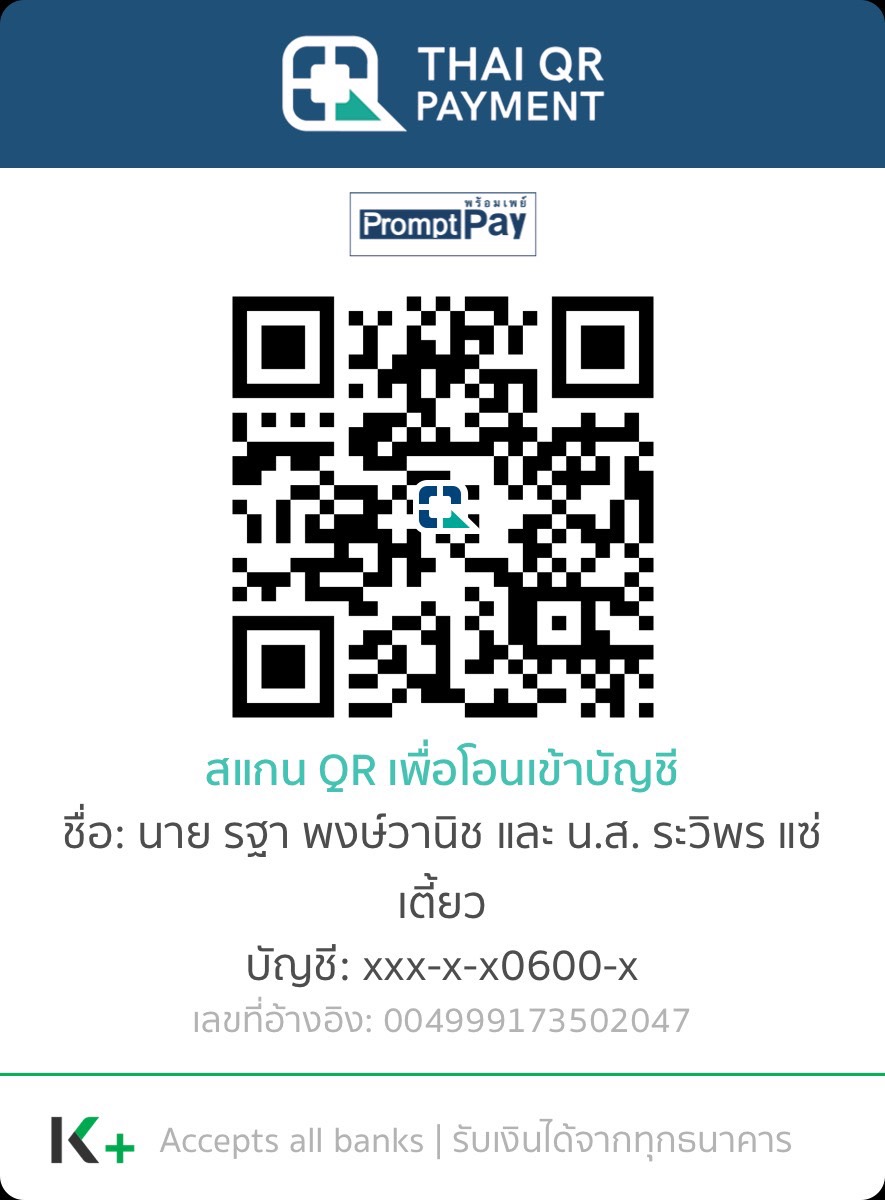 THAI QR
PAYMENT
พร้อมเพย์
PromptPay
สแกน QR เพื่อโอนเข้าบัญชี
ชื่อ: นาย รฐา พงษ์วานิช และ น.ส. ระวิพร แซ่
เตี้ยว
บัญชี: xxx-x-x0600-x
เลขที่อ้างอิง: 004999173502047
K+ Accepts all banks | รับเงินได้จากทุกธนาคาร